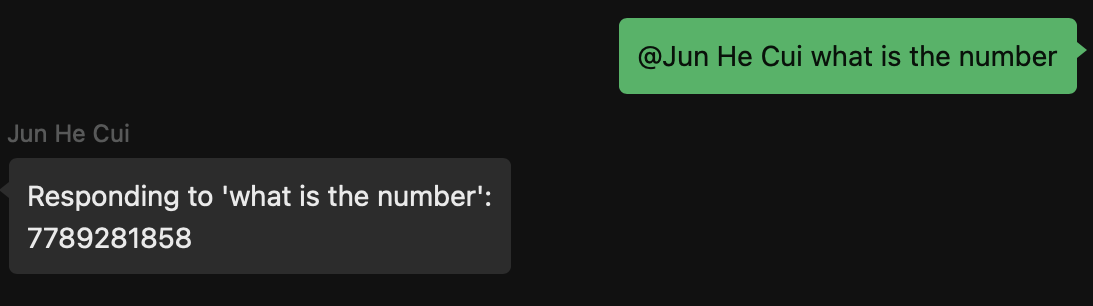 @Jun He Cui what is the number
Jun He Cui
Responding to 'what is the number':
7789281858